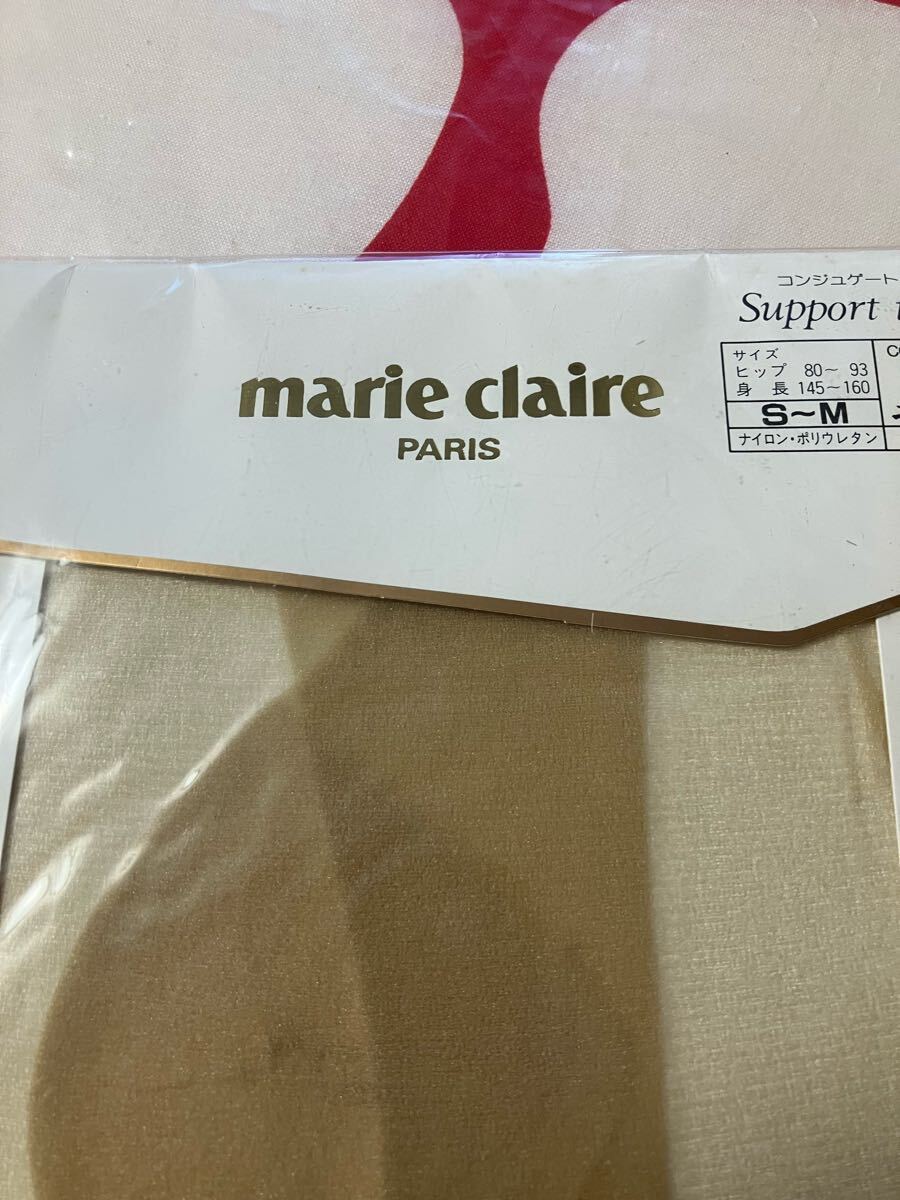 コンジュゲート
Support
marie claire
PARIS
サイズ
ヒップ 80～93
身長 145～160
S～M
ナイロン・ポリウレタン